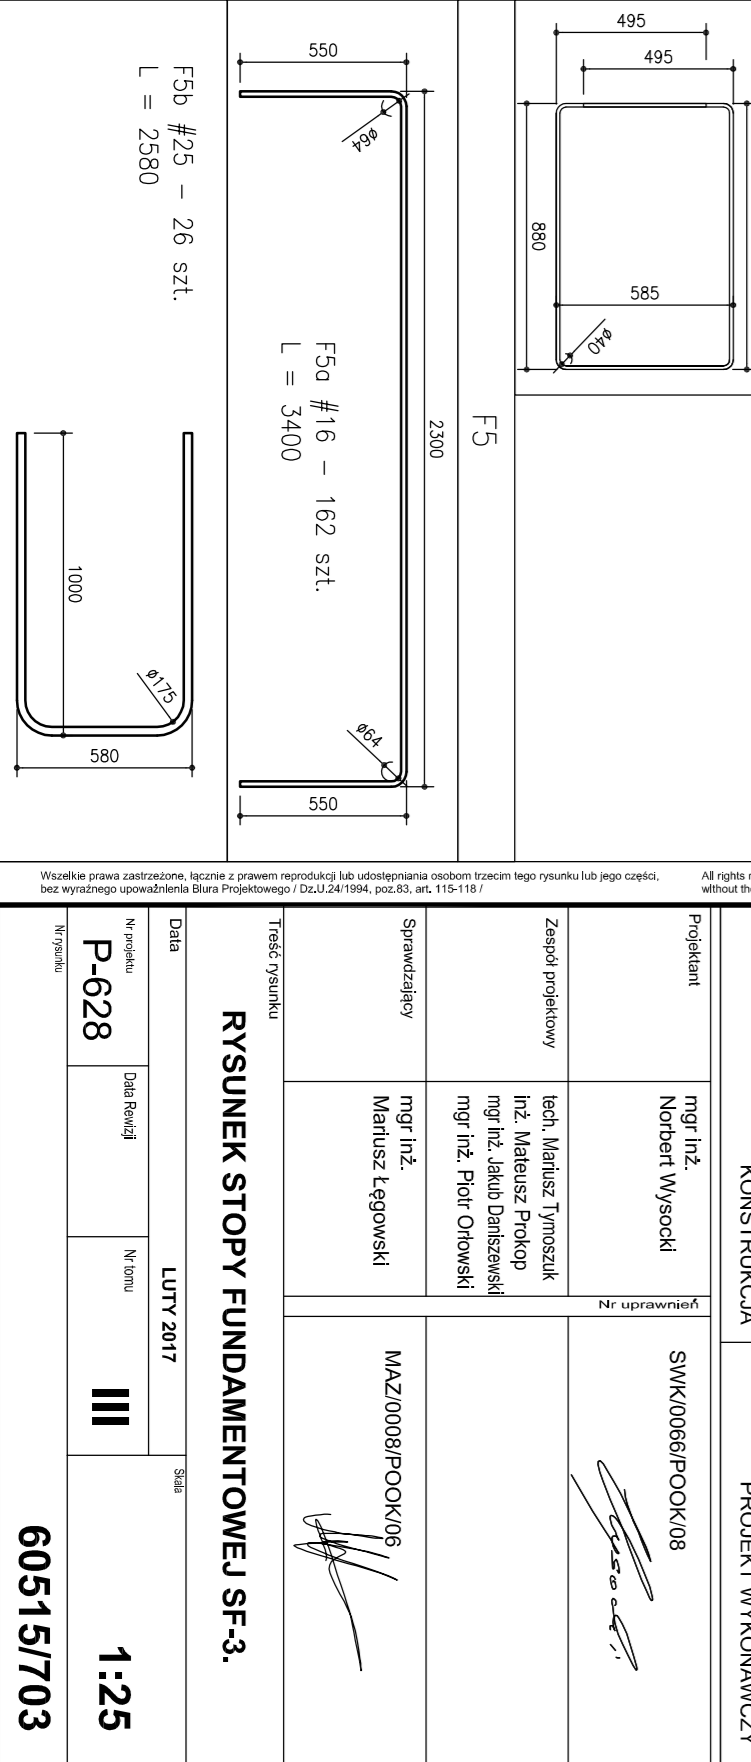 495
495
880
585
ø40
F5
550
ø64
2300
F5a #16 - 162 szt.
L = 3400
ø64
550
F5b #25 - 26 szt.
L = 2580
1000
ø175
580
Wszelkie prawa zastrzeżone, łącznie z prawem reprodukcji lub udostępniania osobom trzecim tego rysunku lub jego części,
bez wyraźnego upoważnienia Biura Projektowego / Dz.U.24/1994, poz.83, art. 115-118 /
All rights
without
KONSTRUKCJA
PROJEKT WYKONAWCZY
Projektant
mgr inż.
Norbert Wysocki
Nr uprawnień
SWK/0066/POOK/08
Zespół projektowy
tech. Mariusz Tymoszuk
inż. Mateusz Prokop
mgr inż. Jakub Daniszewski
mgr inż. Piotr Orłowski
Sprawdzający
mgr inż.
Mariusz Łęgowski
MAZ/0008/POOK/06
Treść rysunku
RYSUNEK STOPY FUNDAMENTOWEJ SF-3.
Data
LUTY 2017
Skala
1:25
Nr projektu
P-628
Data Rewizji
Nr tomu
III
Nr rysunku
60515/703